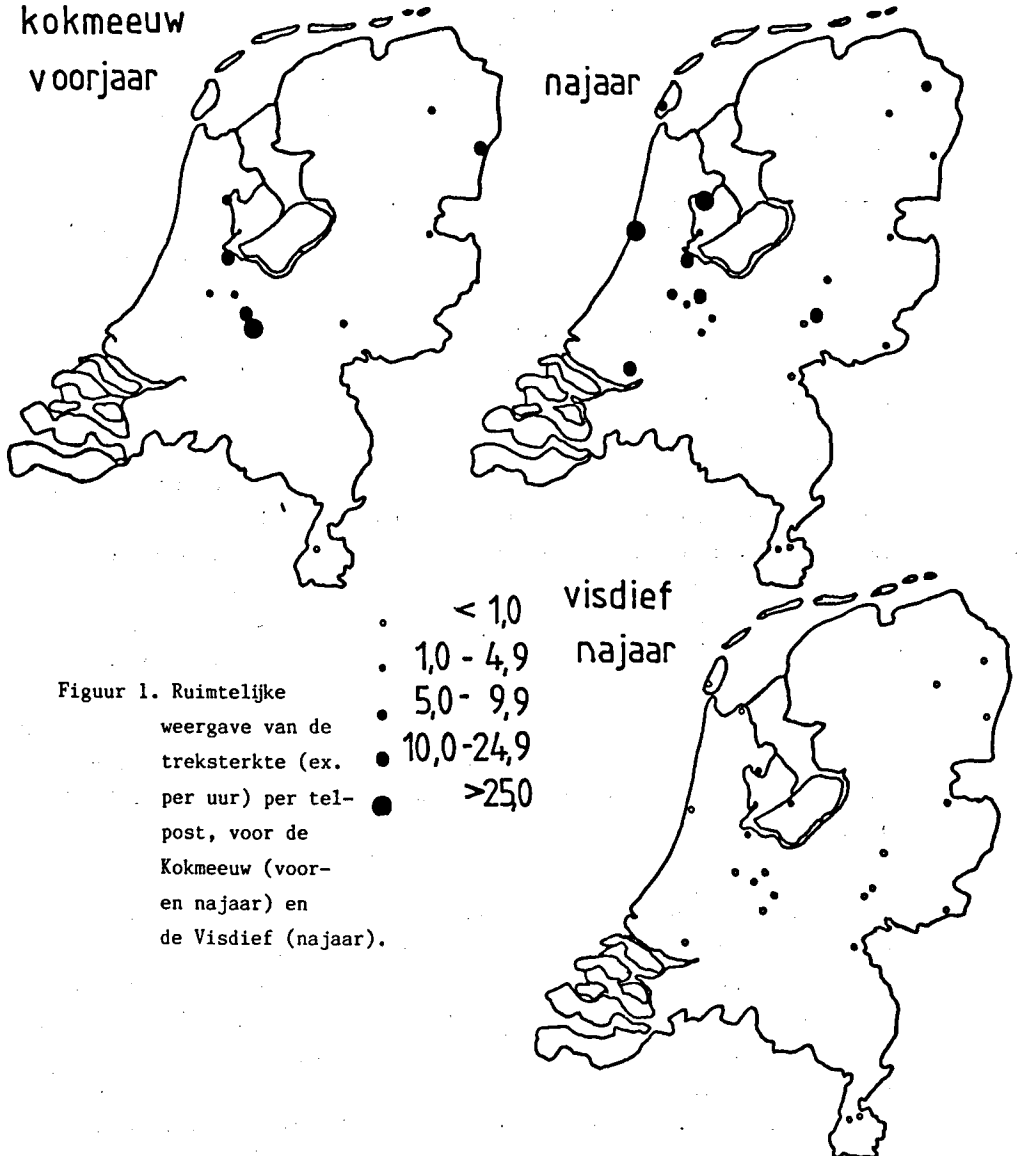 kokmeeuw
voorjaar
najaar
visdief
najaar
< 1,0
1,0 - 4,9
5,0 - 9,9
10,0 - 24,9
>25,0
Figuur 1. Ruimtelijke
weergave van de
treksterkte (ex.
per uur) per tel-
post, voor de
Kokmeeuw (voor-
en najaar) en
de Visdief (najaar).